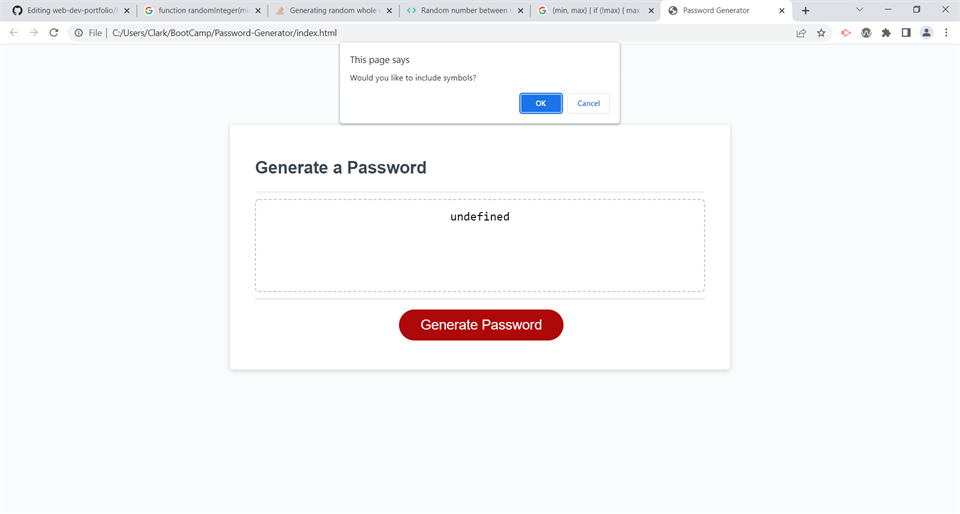 Editing web-dev-portfolio/
function randomInteger(mi
Generating random whole
Random number between
(min, max) { if (!max) { max
Password Generator
File | C:/Users/Clark/BootCamp/Password-Generator/index.html
This page says
Would you like to include symbols?
OK
Cancel
Generate a Password
undefined
Generate Password